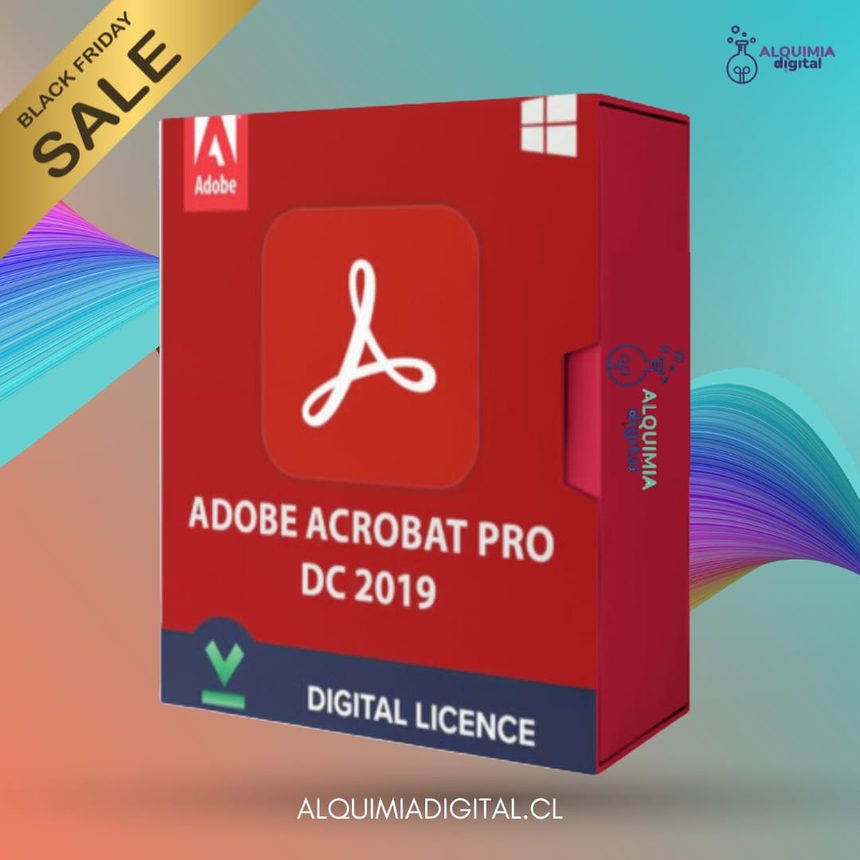 BLACK FRIDAY
SALE
ALQUIMIA
digital
Adobe
ALQUIMIA
digital
ADOBE ACROBAT PRO
DC 2019
DIGITAL LICENCE
ALQUIMIADIGITAL.CL